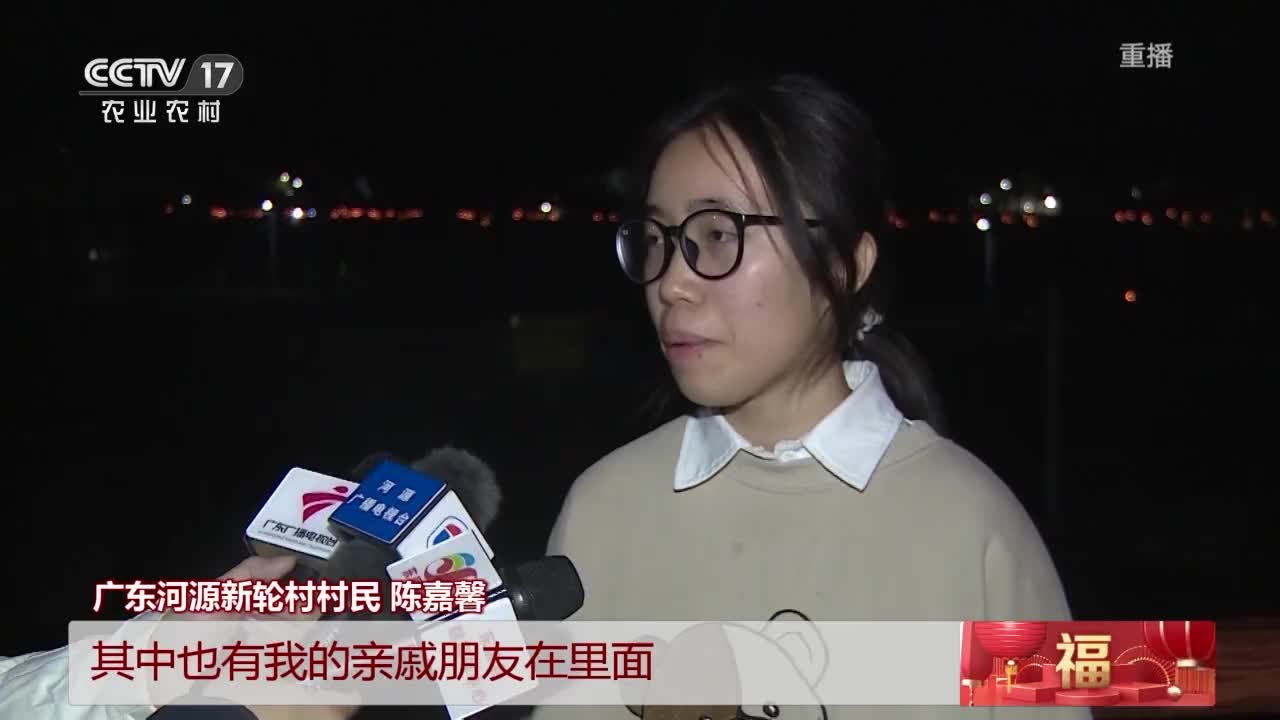 CCTV 17
农业农村
重播
河源
广播电视台
广东广播电视台
广东河源新轮村村民 陈嘉馨
其中也有我的亲戚朋友在里面
福